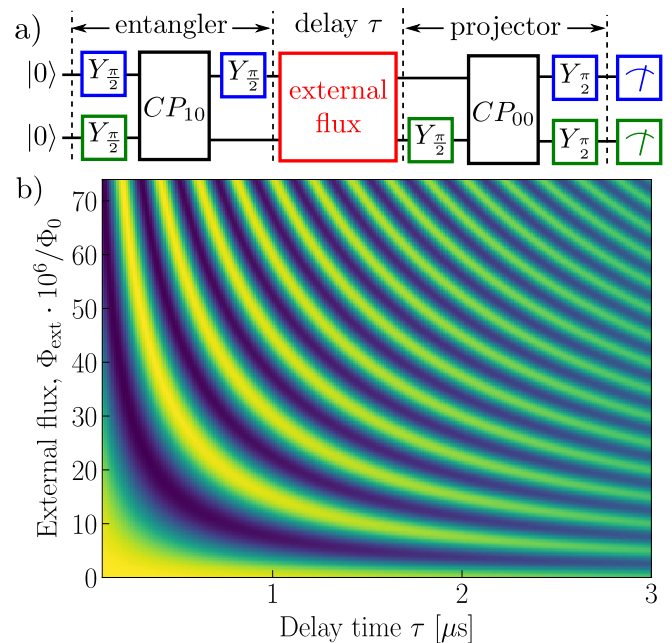 a) entangler delay τ projector
|0⟩ Y_{π/2} CP_{10} Y_{π/2} external flux CP_{00} Y_{π/2}
|0⟩ Y_{π/2} Y_{π/2} Y_{π/2}
b)
External flux, Φ_{ext} · 10^6/Φ_0
70
60
50
40
30
20
10
0
1 2 3
Delay time τ [μs]